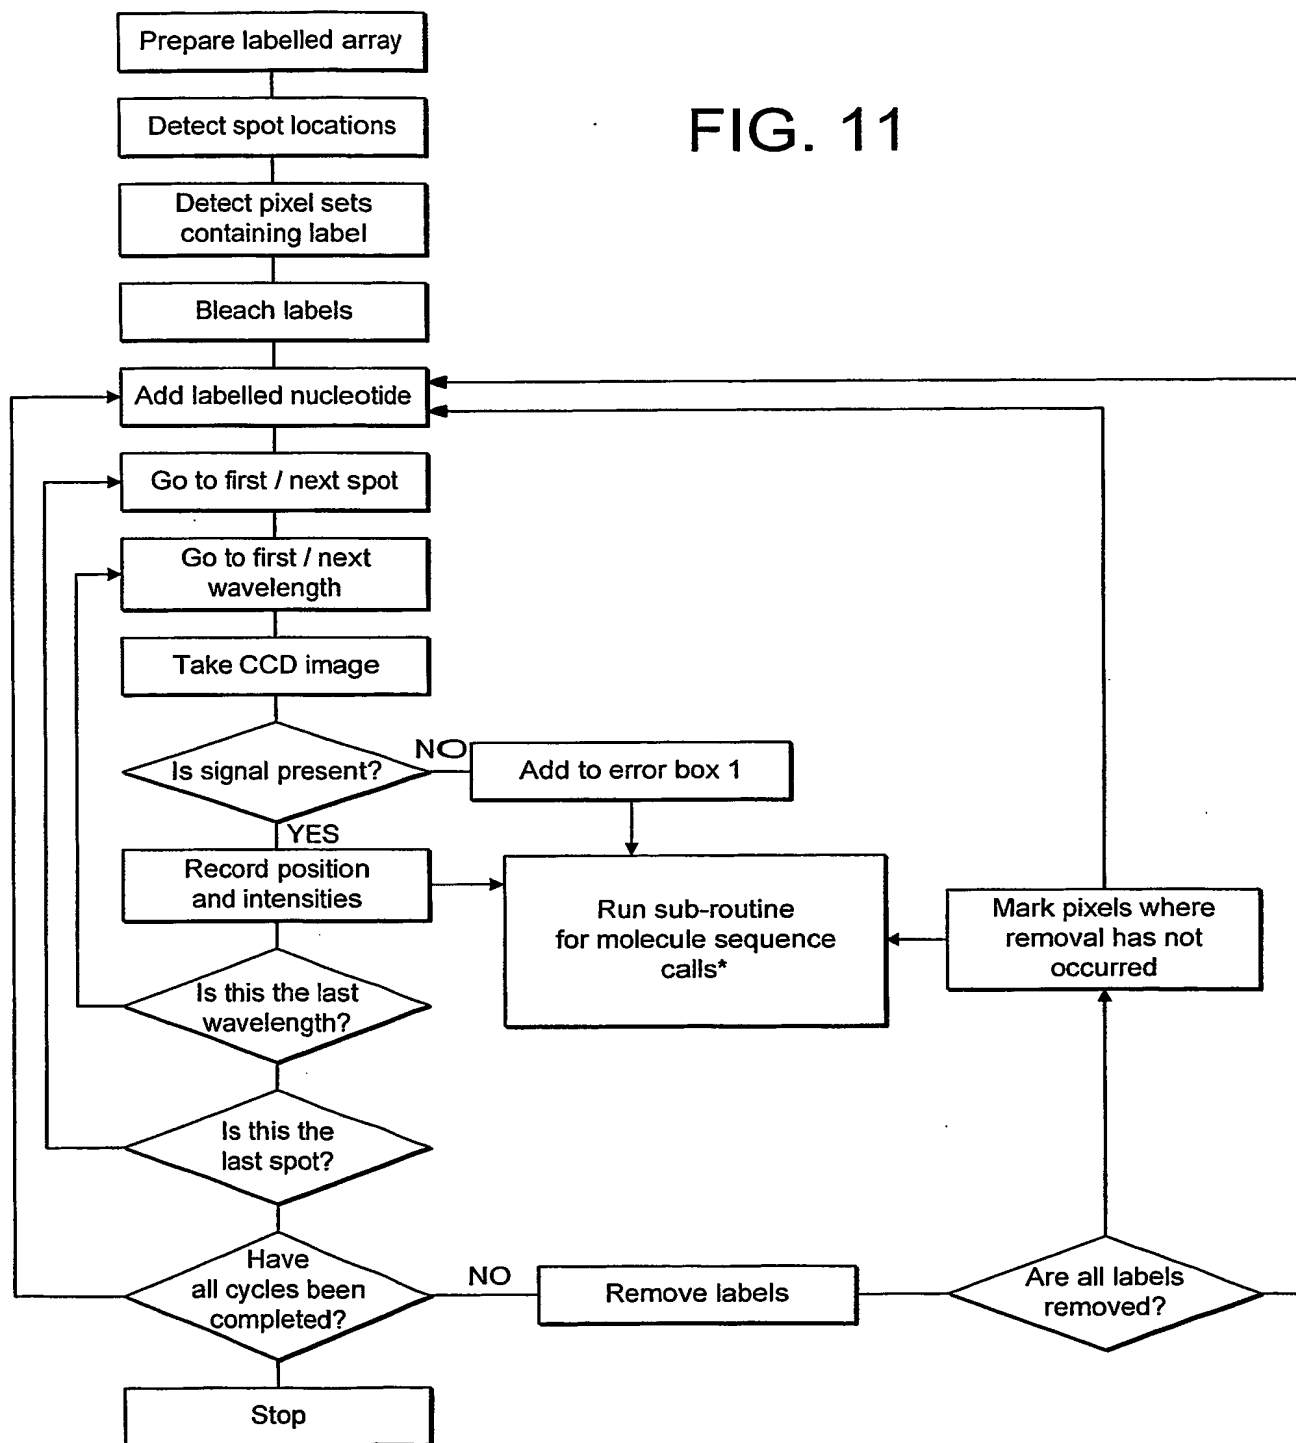 Prepare labelled array
FIG. 11
Detect spot locations
Detect pixel sets
containing label
Bleach labels
Add labelled nucleotide
Go to first / next spot
Go to first / next
wavelength
Take CCD image
Is signal present?
NO
Add to error box 1
YES
Record position
and intensities
Run sub-routine
for molecule sequence
calls*
Mark pixels where
removal has not
occurred
Is this the last
wavelength?
Is this the
last spot?
Have
all cycles been
completed?
NO
Remove labels
Are all labels
removed?
Stop